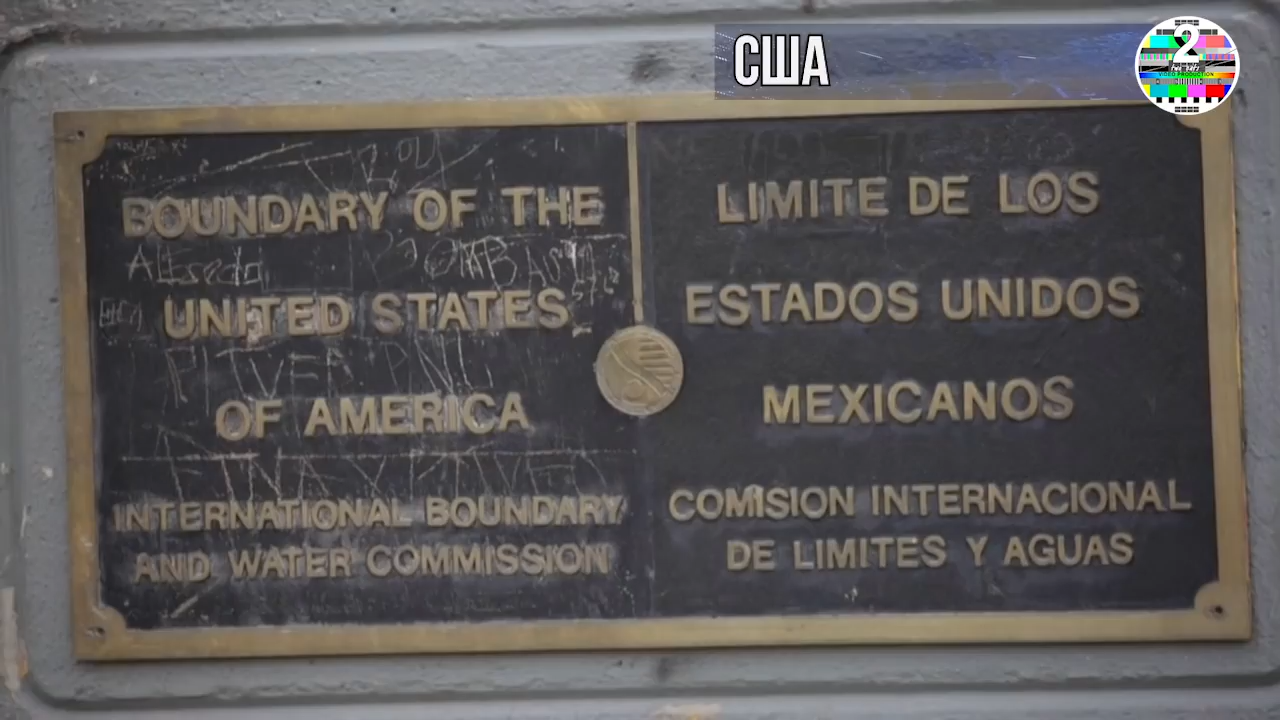 США
2
BOUNDARY OF THE
UNITED STATES
OF AMERICA
INTERNATIONAL BOUNDARY
AND WATER COMMISSION
LIMITE DE LOS
ESTADOS UNIDOS
MEXICANOS
COMISION INTERNACIONAL
DE LIMITES Y AGUAS